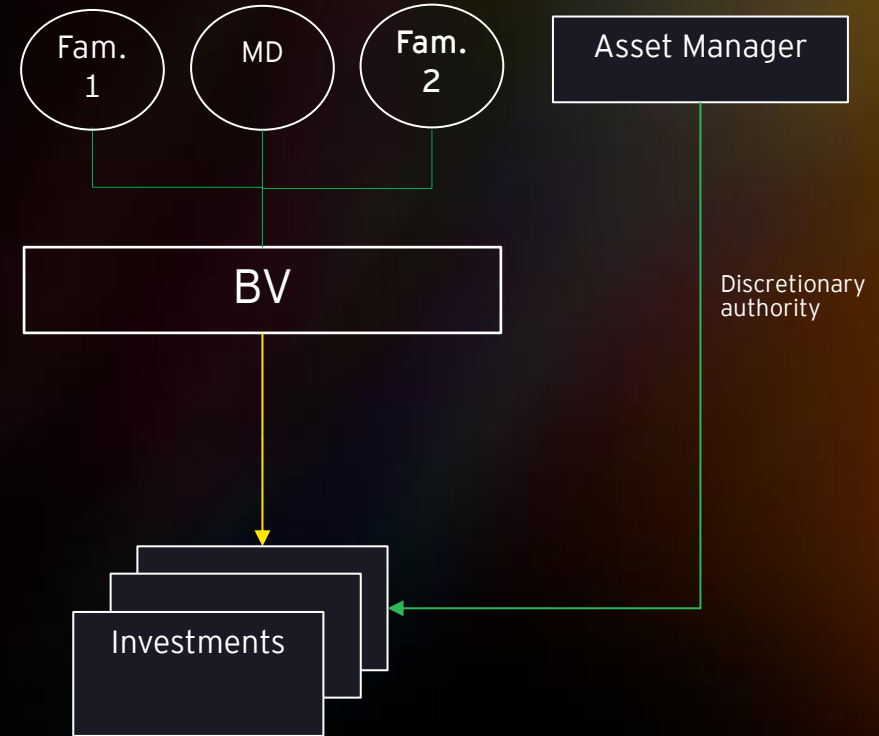 Fam.
1
MD
Fam.
2
Asset Manager
BV
Discretionary
authority
Investments